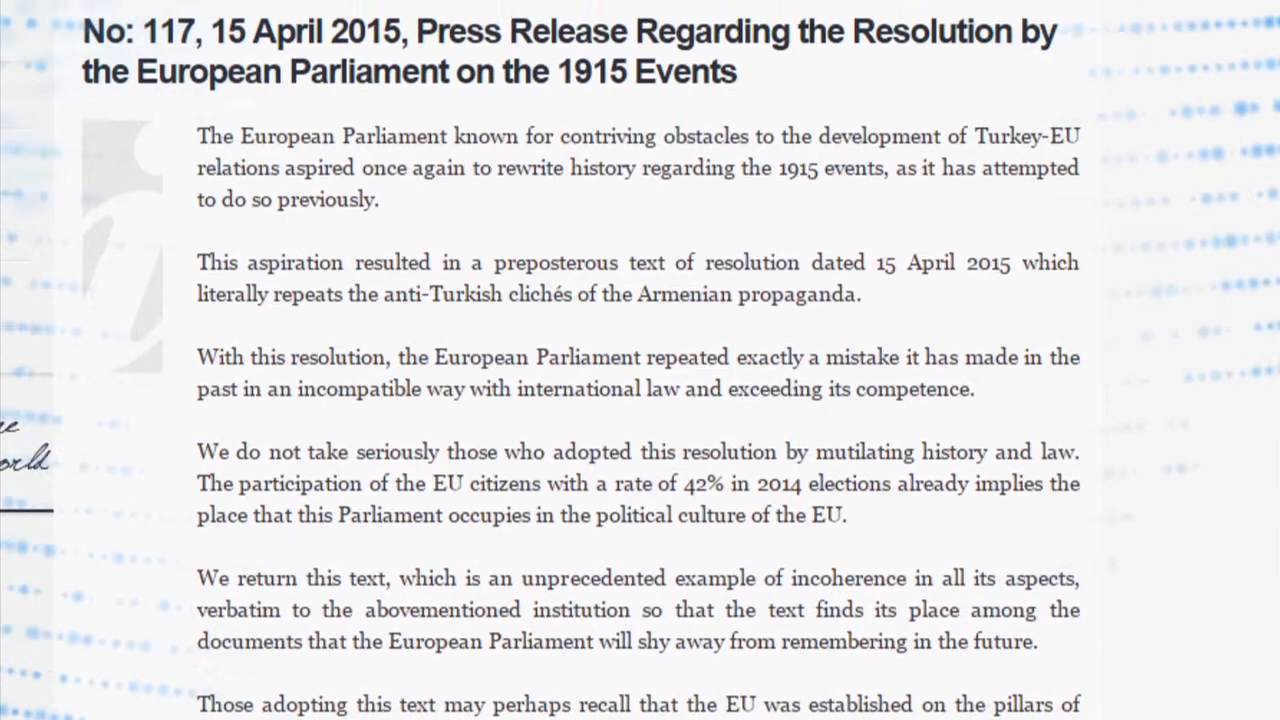 No: 117, 15 April 2015, Press Release Regarding the Resolution by
the European Parliament on the 1915 Events
The European Parliament known for contriving obstacles to the development of Turkey-EU
relations aspired once again to rewrite history regarding the 1915 events, as it has attempted
to do so previously.
This aspiration resulted in a preposterous text of resolution dated 15 April 2015 which
literally repeats the anti-Turkish clichés of the Armenian propaganda.
With this resolution, the European Parliament repeated exactly a mistake it has made in the
past in an incompatible way with international law and exceeding its competence.
We do not take seriously those who adopted this resolution by mutilating history and law.
The participation of the EU citizens with a rate of 42% in 2014 elections already implies the
place that this Parliament occupies in the political culture of the EU.
We return this text, which is an unprecedented example of incoherence in all its aspects,
verbatim to the abovementioned institution so that the text finds its place among the
documents that the European Parliament will shy away from remembering in the future.
Those adopting this text may perhaps recall that the EU was established on the pillars of